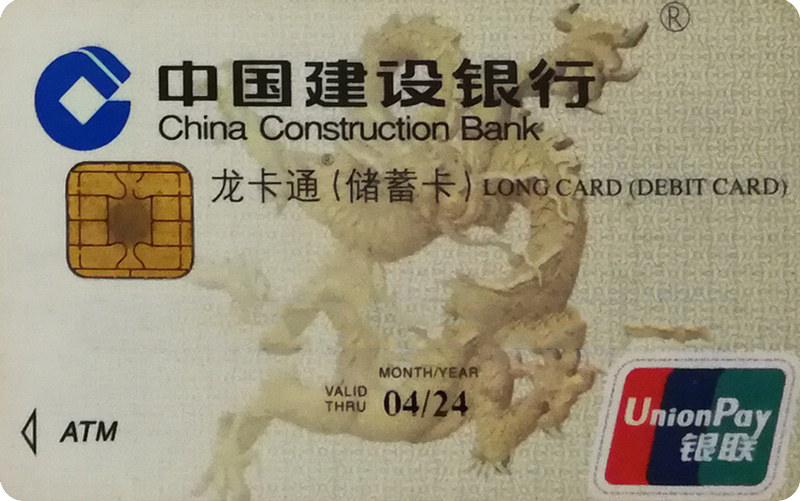 ®
中国建设银行
China Construction Bank
龙卡通®(储蓄卡) LONG CARD (DEBIT CARD)
MONTH/YEAR
VALID THRU 04/24
ATM
UnionPay
银联